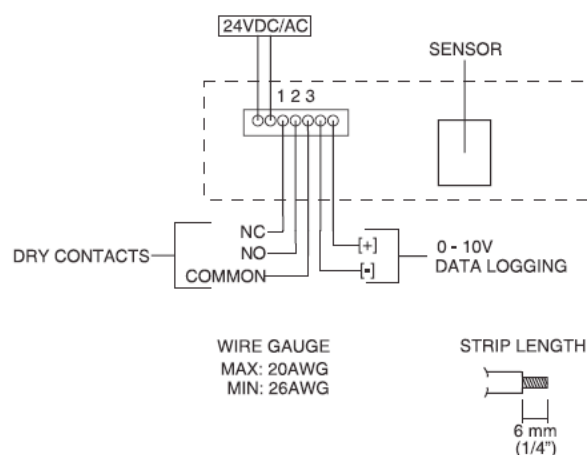 24VDC/AC
SENSOR
1 2 3
NC
NO
COMMON
DRY CONTACTS
[+]
[-]
0 - 10V
DATA LOGGING
WIRE GAUGE
MAX: 20AWG
MIN: 26AWG
STRIP LENGTH
6 mm
(1/4")